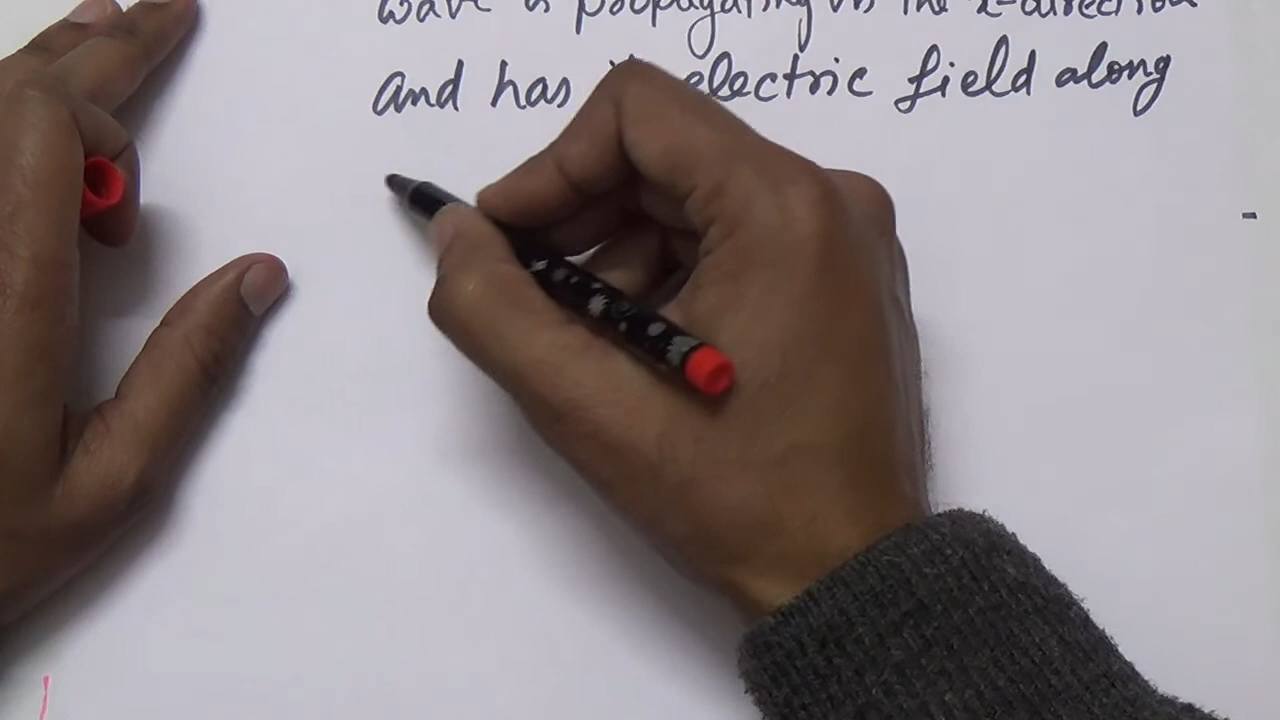 wave is propagating in the x-direction
and has electric field along